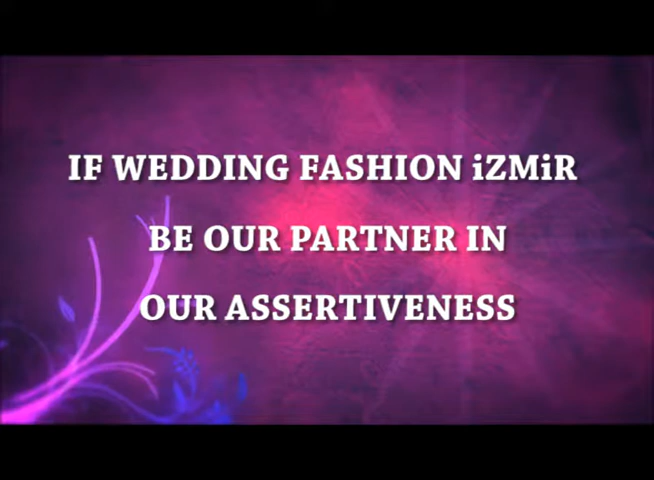 IF WEDDING FASHION iZMiR
BE OUR PARTNER IN
OUR ASSERTIVENESS